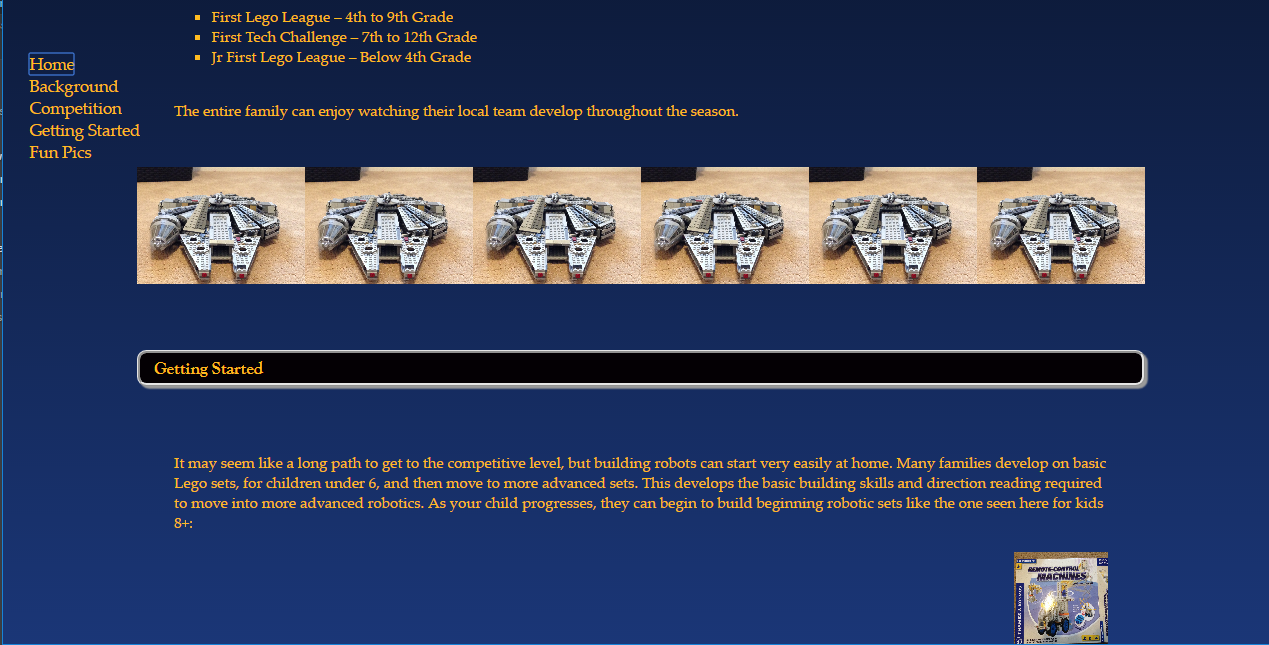 First Lego League – 4th to 9th Grade
First Tech Challenge – 7th to 12th Grade
Jr First Lego League – Below 4th Grade
Home
Background
Competition
Getting Started
Fun Pics
The entire family can enjoy watching their local team develop throughout the season.
Getting Started
It may seem like a long path to get to the competitive level, but building robots can start very easily at home. Many families develop on basic
Lego sets, for children under 6, and then move to more advanced sets. This develops the basic building skills and direction reading required
to move into more advanced robotics. As your child progresses, they can begin to build beginning robotic sets like the one seen here for kids
8+:
REMOTE-CONTROL
MACHINES